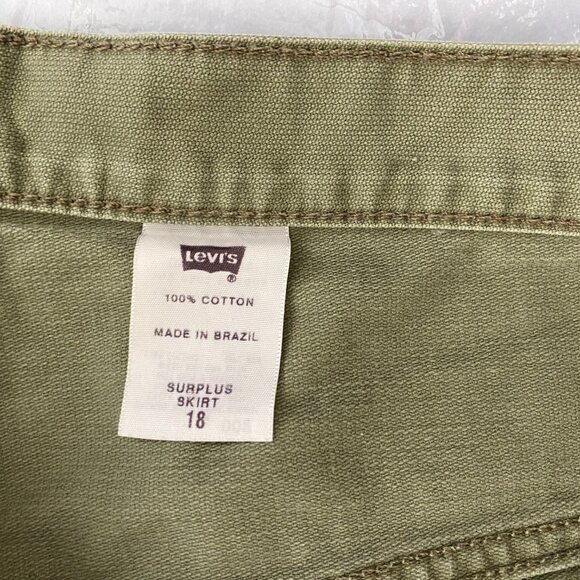 Levi's
®
100% COTTON
MADE IN BRAZIL
SURPLUS
SKIRT
18